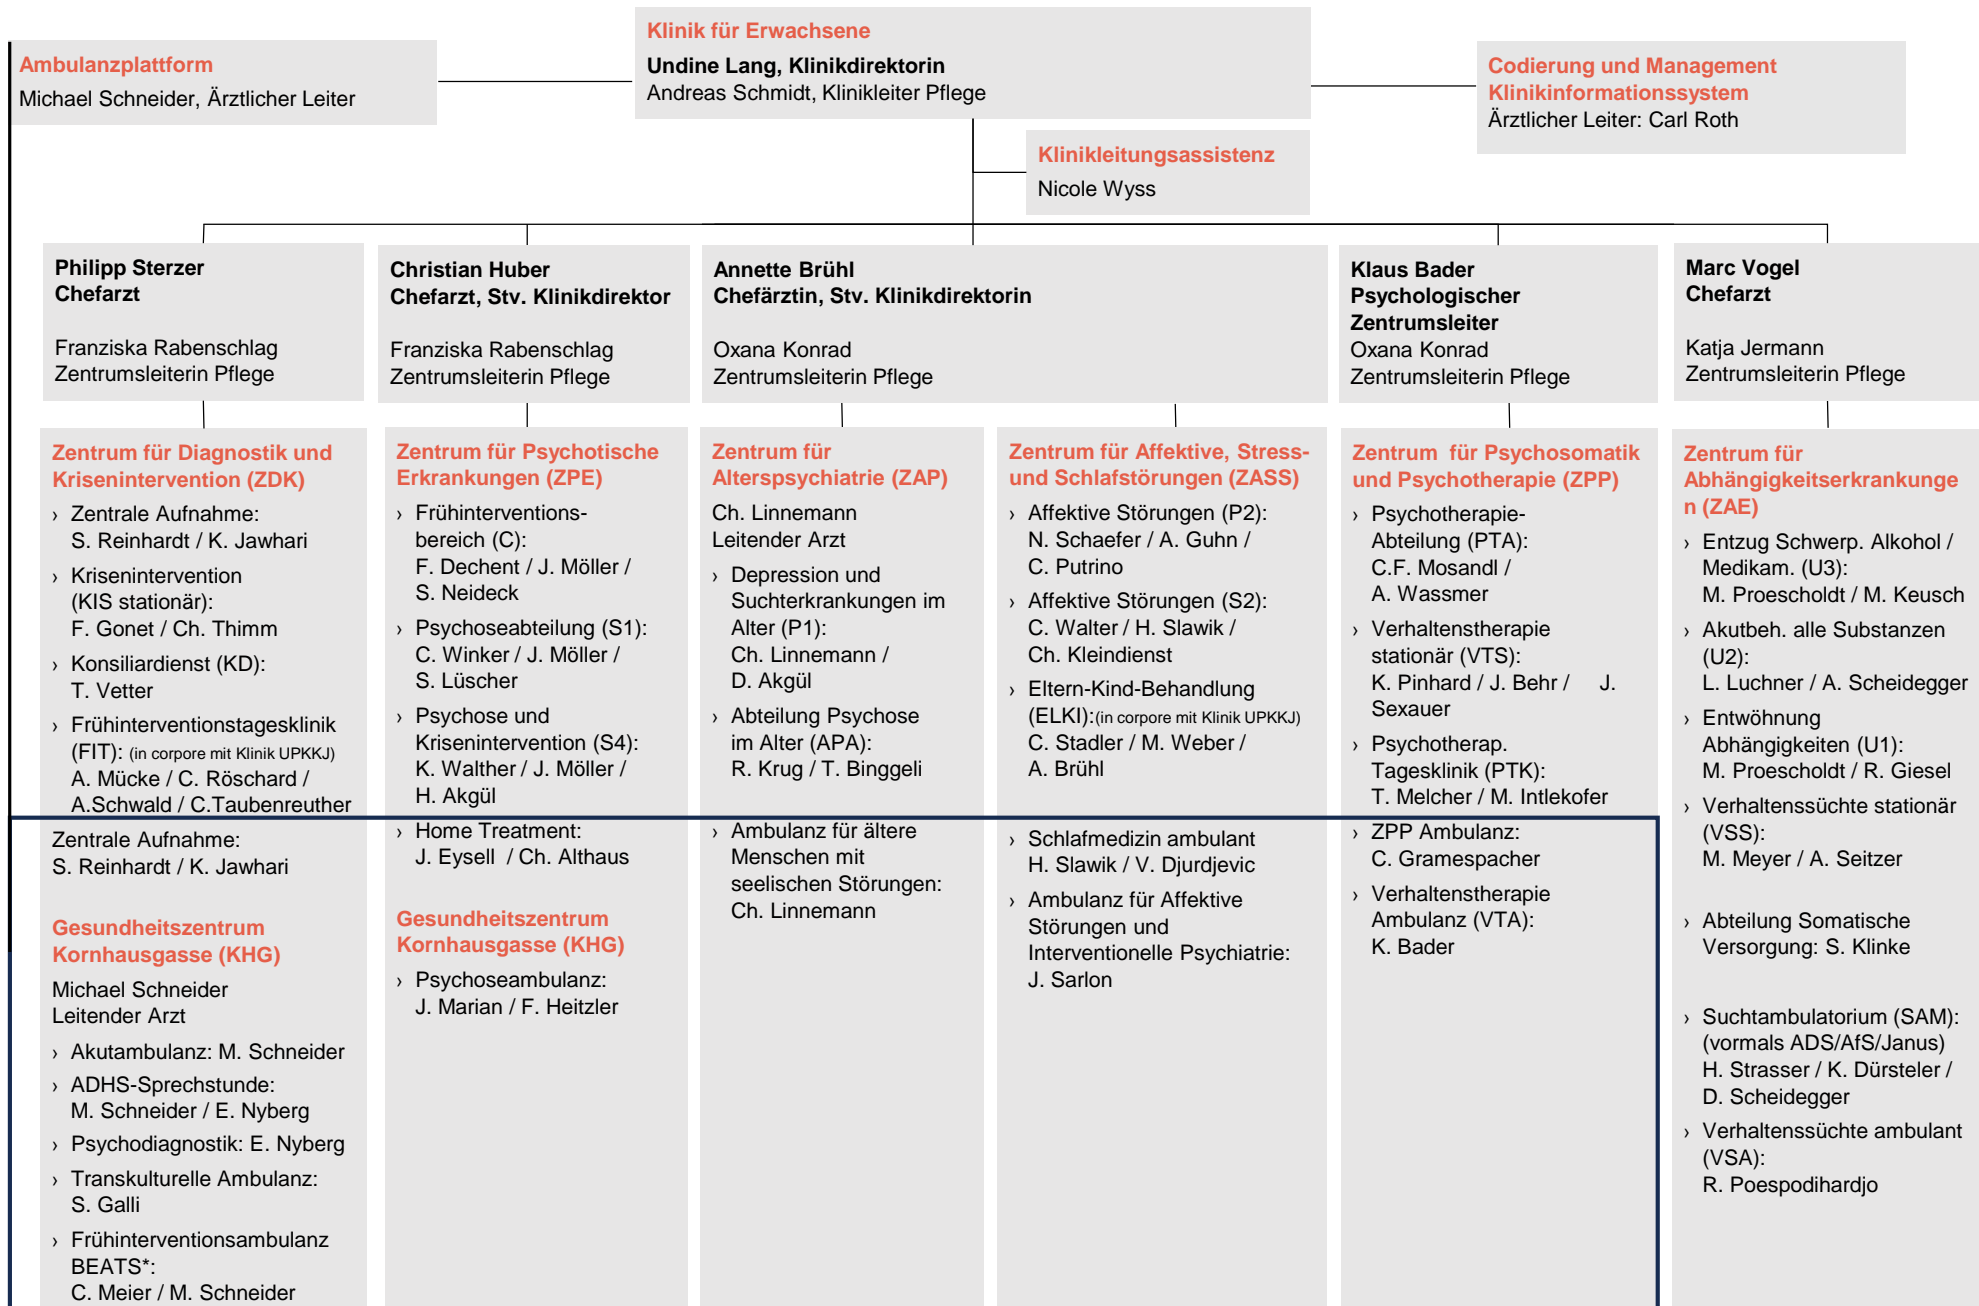 Klinik für Erwachsene
Undine Lang, Klinikdirektorin
Andreas Schmidt, Klinikleiter Pflege
Ambulanzplattform
Michael Schneider, Ärztlicher Leiter
Codierung und Management
Klinikinformationssystem
Ärztlicher Leiter: Carl Roth
Klinikleitungsassistenz
Nicole Wyss
Philipp Sterzer
Chefarzt
Franziska Rabenschlag
Zentrumsleiterin Pflege
Christian Huber
Chefarzt, Stv. Klinikdirektor
Franziska Rabenschlag
Zentrumsleiterin Pflege
Annette Brühl
Chefärztin, Stv. Klinikdirektorin
Oxana Konrad
Zentrumsleiterin Pflege
Klaus Bader
Psychologischer
Zentrumsleiter
Oxana Konrad
Zentrumsleiterin Pflege
Marc Vogel
Chefarzt
Katja Jermann
Zentrumsleiterin Pflege
Zentrum für Diagnostik und
Krisenintervention (ZDK)
› Zentrale Aufnahme:
S. Reinhardt / K. Jawhari
› Krisenintervention
(KIS stationär):
F. Gonet / Ch. Thimm
› Konsiliardienst (KD):
T. Vetter
› Frühinterventionstagesklinik
(FIT): (in corpore mit Klinik UPKKJ)
A. Mücke / C. Röschard /
A.Schwald / C.Taubenreuther
Zentrale Aufnahme:
S. Reinhardt / K. Jawhari
Gesundheitszentrum
Kornhausgasse (KHG)
Michael Schneider
Leitender Arzt
› Akutambulanz: M. Schneider
› ADHS-Sprechstunde:
M. Schneider / E. Nyberg
› Psychodiagnostik: E. Nyberg
› Transkulturelle Ambulanz:
S. Galli
› Frühinterventionsambulanz
BEATS*:
C. Meier / M. Schneider
Zentrum für Psychotische
Erkrankungen (ZPE)
› Frühinterventions-
bereich (C):
F. Dechent / J. Möller /
S. Neideck
› Psychoseabteilung (S1):
C. Winker / J. Möller /
S. Lüscher
› Psychose und
Krisenintervention (S4):
K. Walther / J. Möller /
H. Akgül
› Home Treatment:
J. Eysell / Ch. Althaus
Gesundheitszentrum
Kornhausgasse (KHG)
› Psychoseambulanz:
J. Marian / F. Heitzler
Zentrum für
Alterspsychiatrie (ZAP)
Ch. Linnemann
Leitender Arzt
› Depression und
Suchterkrankungen im
Alter (P1):
Ch. Linnemann /
D. Akgül
› Abteilung Psychose
im Alter (APA):
R. Krug / T. Binggeli
› Ambulanz für ältere
Menschen mit
seelischen Störungen:
Ch. Linnemann
Zentrum für Affektive, Stress-
und Schlafstörungen (ZASS)
› Affektive Störungen (P2):
N. Schaefer / A. Guhn /
C. Putrino
› Affektive Störungen (S2):
C. Walter / H. Slawik /
Ch. Kleindienst
› Eltern-Kind-Behandlung
(ELKI):(in corpore mit Klinik UPKKJ)
C. Stadler / M. Weber /
A. Brühl
› Schlafmedizin ambulant
H. Slawik / V. Djurdjevic
› Ambulanz für Affektive
Störungen und
Interventionelle Psychiatrie:
J. Sarlon
Zentrum für Psychosomatik
und Psychotherapie (ZPP)
› Psychotherapie-
Abteilung (PTA):
C.F. Mosandl /
A. Wassmer
› Verhaltenstherapie
stationär (VTS):
K. Pinhard / J. Behr / J.
Sexauer
› Psychotherap.
Tagesklinik (PTK):
T. Melcher / M. Intlekofer
› ZPP Ambulanz:
C. Gramespacher
› Verhaltenstherapie
Ambulanz (VTA):
K. Bader
Zentrum für
Abhängigkeitserkrankunge
n (ZAE)
› Entzug Schwerp. Alkohol /
Medikam. (U3):
M. Proescholdt / M. Keusch
› Akutbeh. alle Substanzen
(U2):
L. Luchner / A. Scheidegger
› Entwöhnung
Abhängigkeiten (U1):
M. Proescholdt / R. Giesel
› Verhaltenssüchte stationär
(VSS):
M. Meyer / A. Seitzer
› Abteilung Somatische
Versorgung: S. Klinke
› Suchtambulatorium (SAM):
(vormals ADS/AfS/Janus)
H. Strasser / K. Dürsteler /
D. Scheidegger
› Verhaltenssüchte ambulant
(VSA):
R. Poespodihardjo